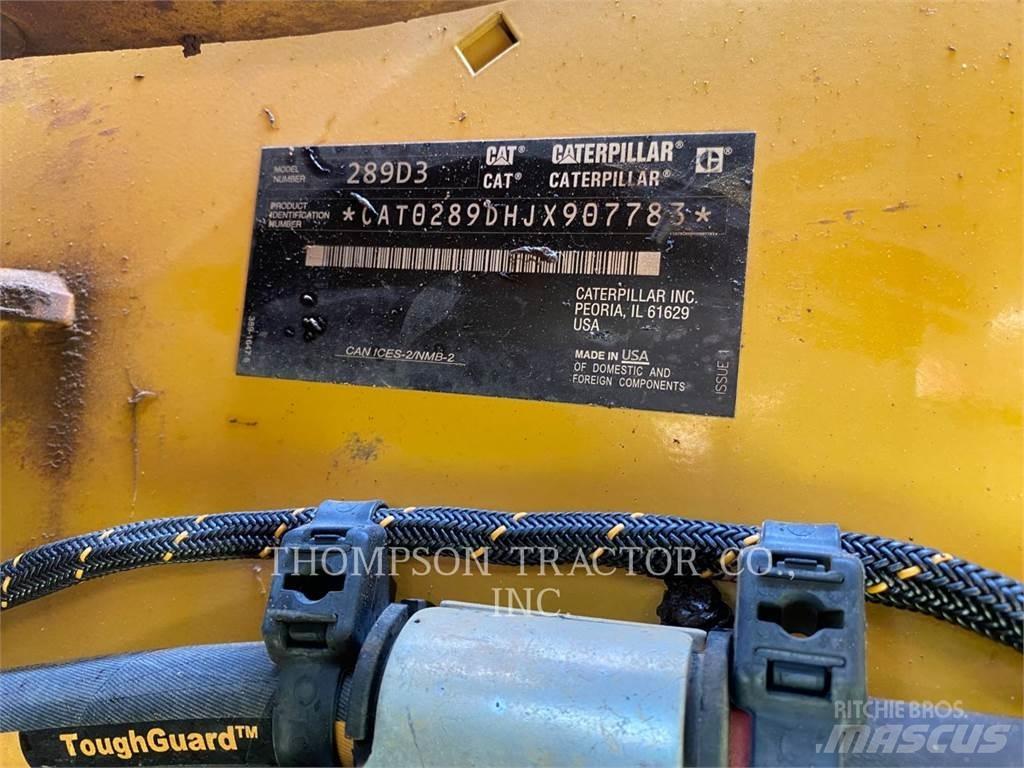 MODEL
NUMBER
289D3
CAT® CATERPILLAR®
CAT® CATERPILLAR®
PRODUCT
IDENTIFICATION
NUMBER
*CAT0289DHJX907783*
CATERPILLAR INC.
PEORIA, IL 61629
USA
CAN ICES-2/NMB-2
MADE IN USA
OF DOMESTIC AND
FOREIGN COMPONENTS
ISSUE 1
THOMPSON TRACTOR CO.,
INC.
ToughGuard™
RITCHIE BROS.
MASCUS